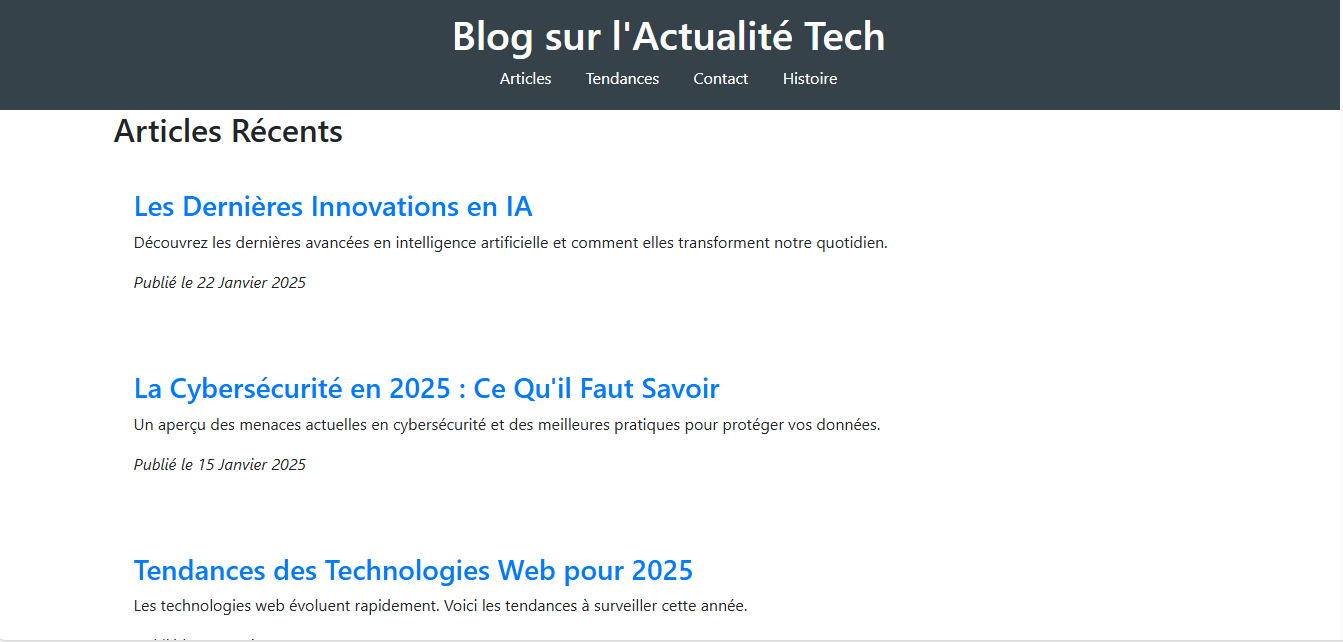 Blog sur l'Actualité Tech
Articles Tendances Contact Histoire
Articles Récents
Les Dernières Innovations en IA
Découvrez les dernières avancées en intelligence artificielle et comment elles transforment notre quotidien.
Publié le 22 Janvier 2025
La Cybersécurité en 2025 : Ce Qu'il Faut Savoir
Un aperçu des menaces actuelles en cybersécurité et des meilleures pratiques pour protéger vos données.
Publié le 15 Janvier 2025
Tendances des Technologies Web pour 2025
Les technologies web évoluent rapidement. Voici les tendances à surveiller cette année.